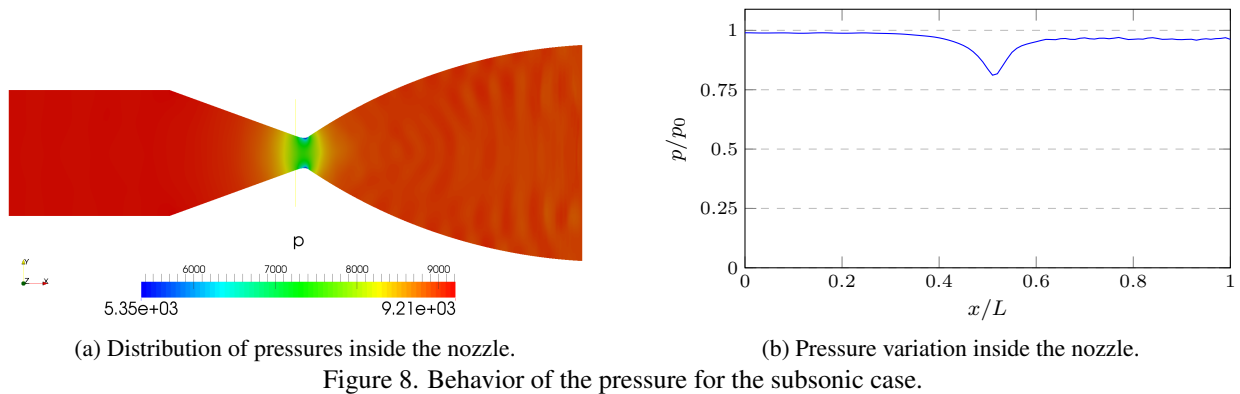 p
6000 7000 8000 9000
5.35e+03 9.21e+03
Y
Z X
(a) Distribution of pressures inside the nozzle.
1
0.75
0.5
0.25
0
p/p0
0 0.2 0.4 0.6 0.8 1
x/L
(b) Pressure variation inside the nozzle.
Figure 8. Behavior of the pressure for the subsonic case.